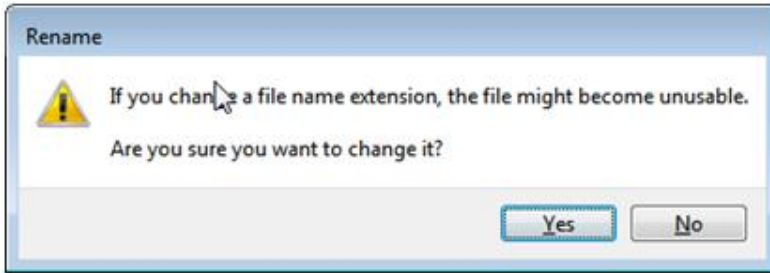 Rename
If you change a file name extension, the file might become unusable.
Are you sure you want to change it?
Yes
No